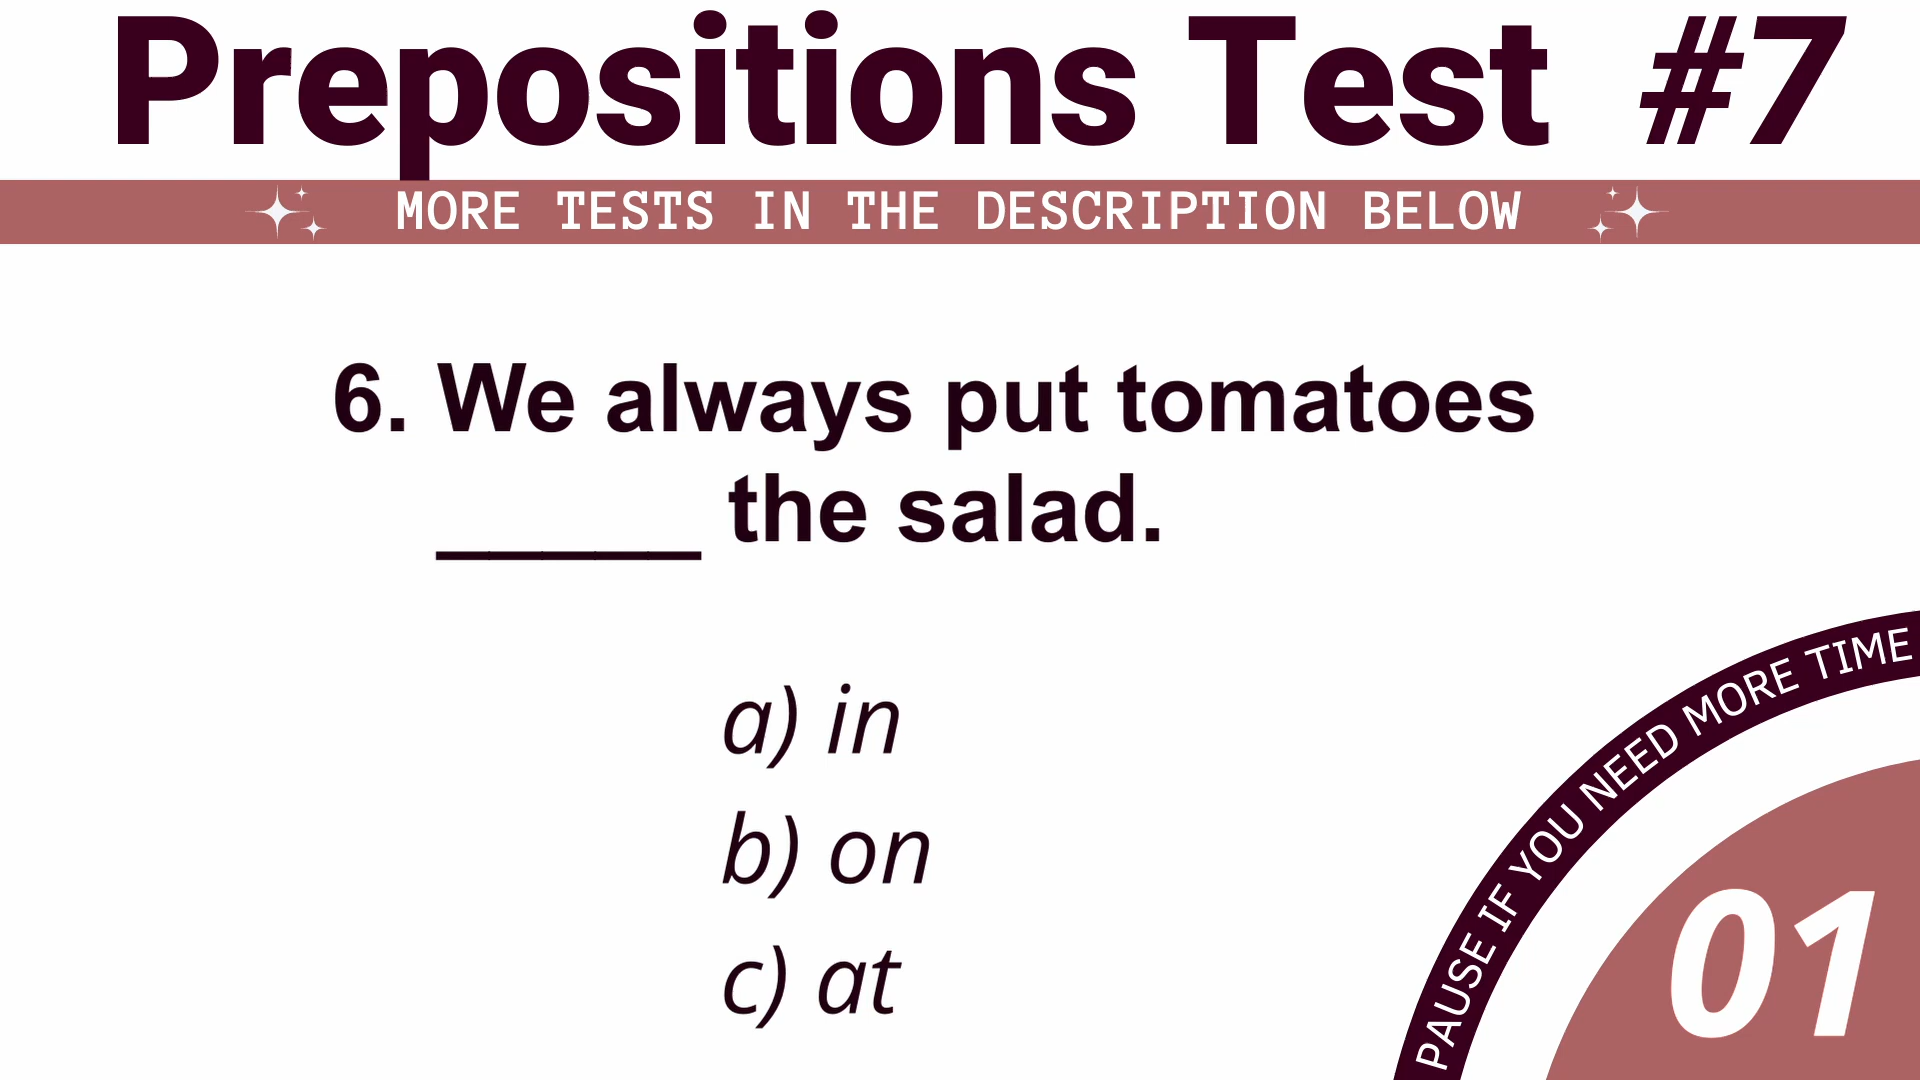 Prepositions Test #7
MORE TESTS IN THE DESCRIPTION BELOW
6. We always put tomatoes
_____ the salad.
a) in
b) on
c) at
PAUSE IF YOU NEED MORE TIME
01